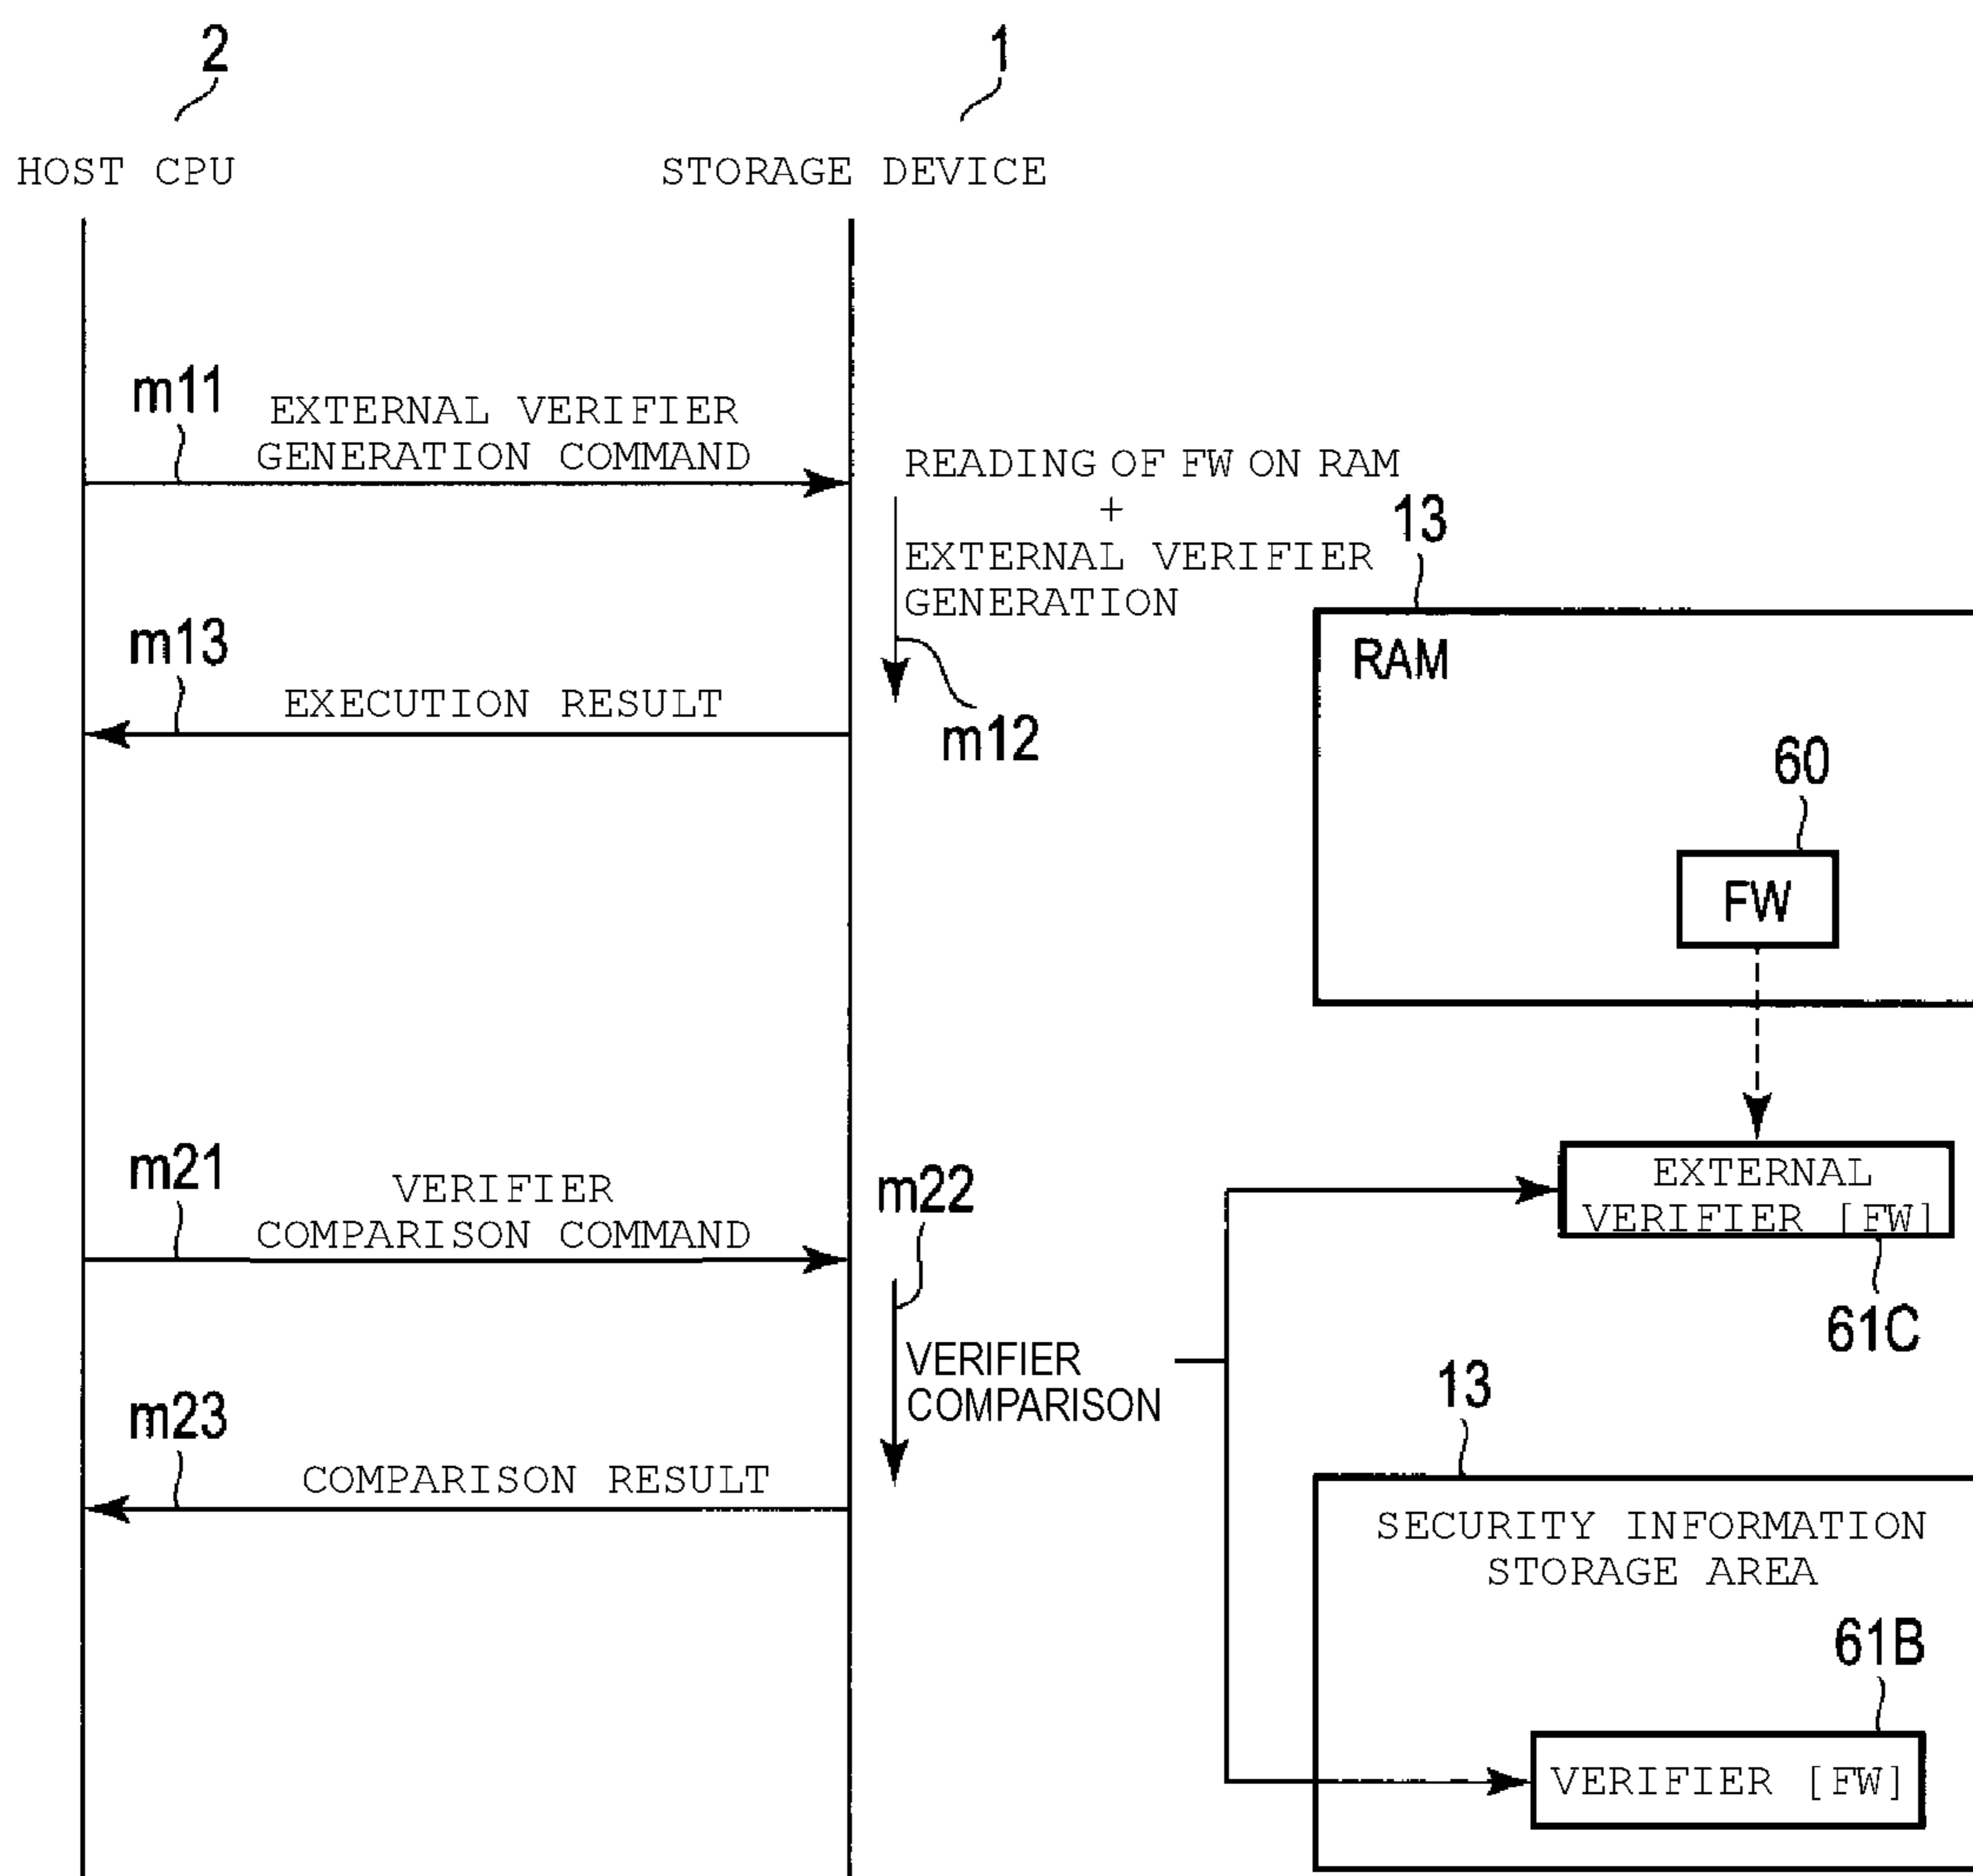 2
1
HOST CPU
STORAGE DEVICE
m11
EXTERNAL VERIFIER
GENERATION COMMAND
READING OF FW ON RAM
+
EXTERNAL VERIFIER
GENERATION
13
RAM
m13
EXECUTION RESULT
m12
60
FW
m21
VERIFIER
COMPARISON COMMAND
m22
EXTERNAL
VERIFIER [FW]
61C
VERIFIER
COMPARISON
m23
COMPARISON RESULT
13
SECURITY INFORMATION
STORAGE AREA
61B
VERIFIER [FW]